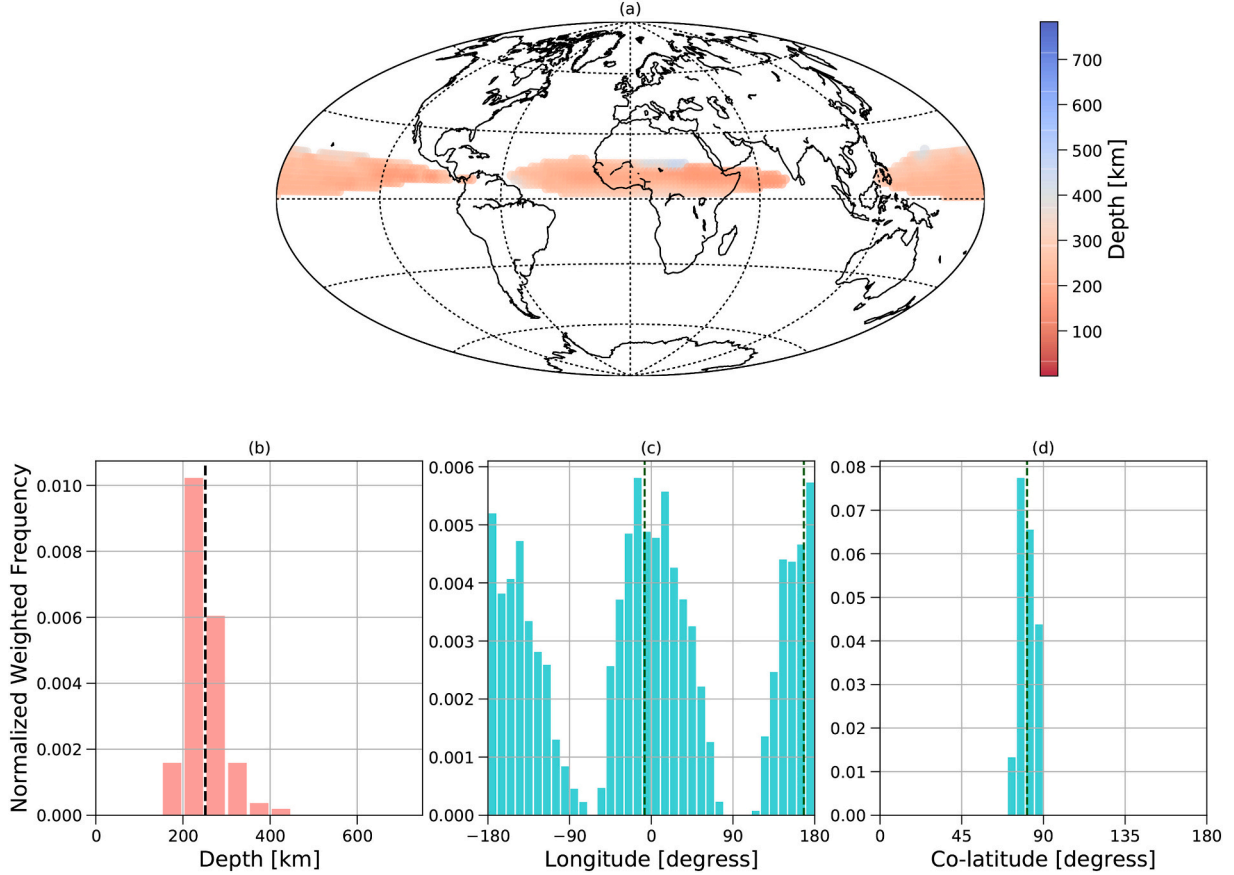 (a)
700
600
500
400
300
200
100
Depth [km]
(b)
(c)
(d)
Normalized Weighted Frequency
0.010
0.008
0.006
0.004
0.002
0.000
0 200 400 600
Depth [km]
0.006
0.005
0.004
0.003
0.002
0.001
0.000
−180 −90 0 90 180
Longitude [degress]
0.08
0.07
0.06
0.05
0.04
0.03
0.02
0.01
0.00
0 45 90 135 180
Co-latitude [degress]